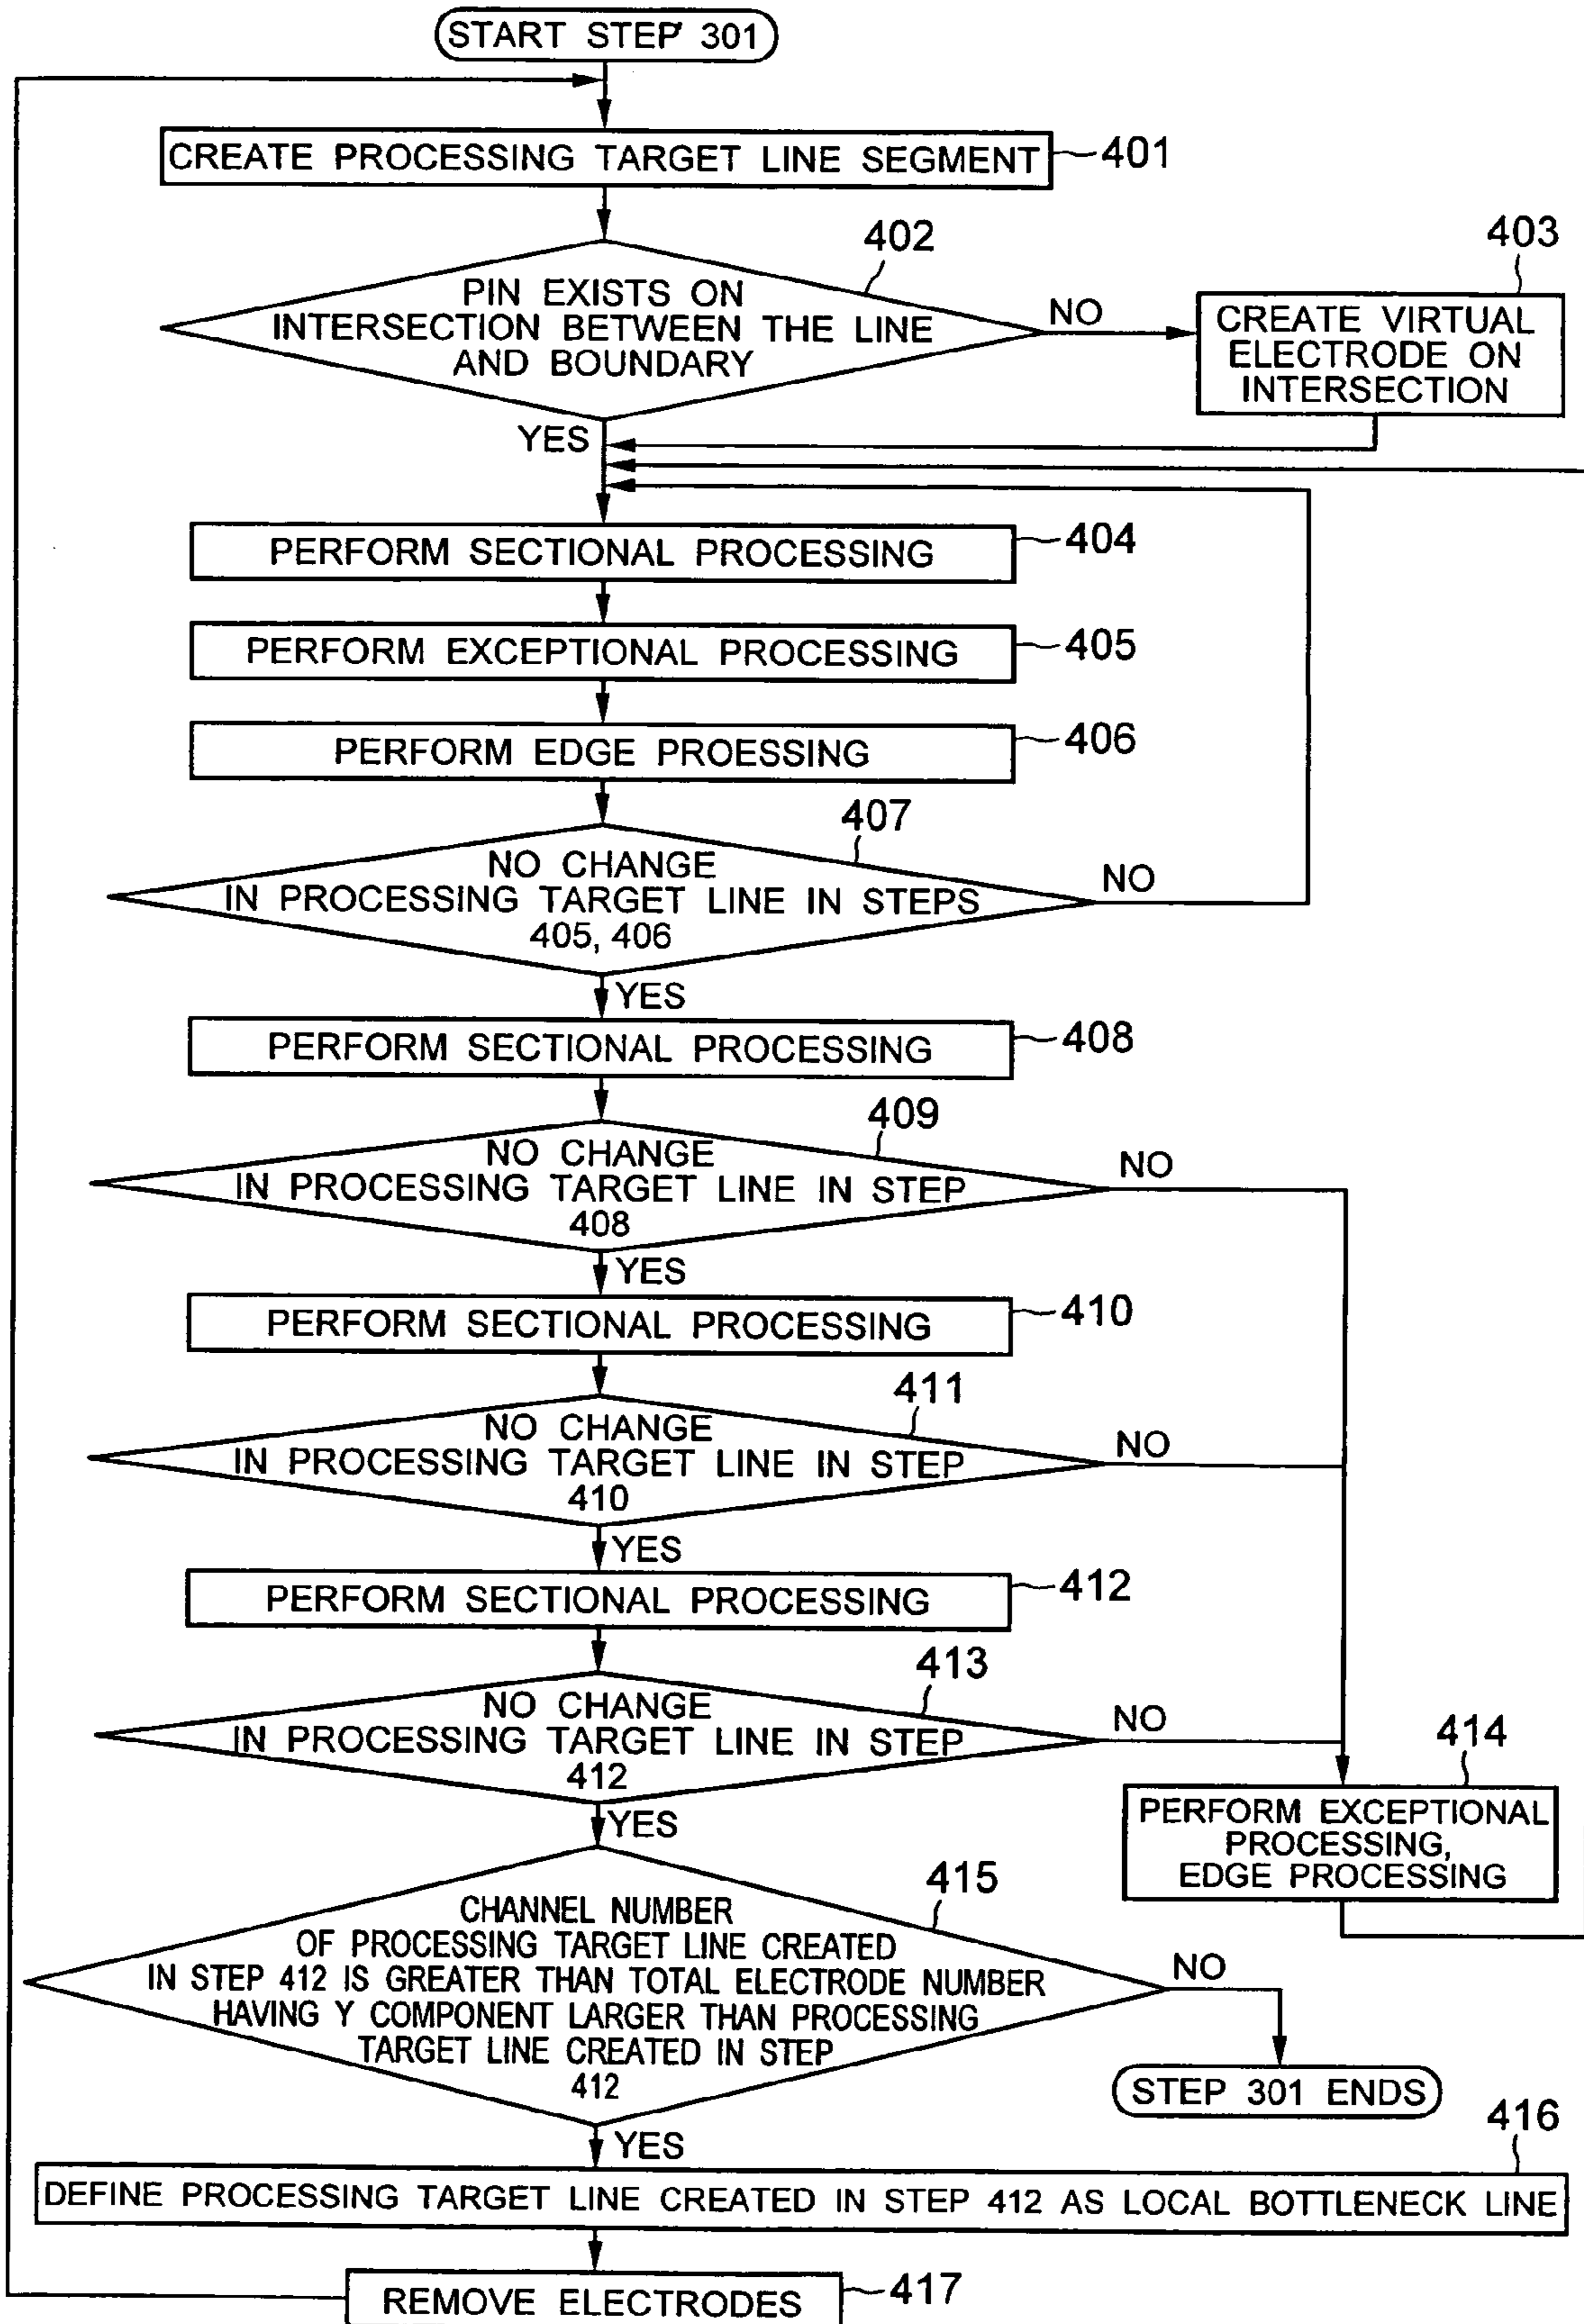 START STEP 301
CREATE PROCESSING TARGET LINE SEGMENT
401
402
PIN EXISTS ON
INTERSECTION BETWEEN THE LINE
AND BOUNDARY
NO
403
CREATE VIRTUAL
ELECTRODE ON
INTERSECTION
YES
PERFORM SECTIONAL PROCESSING
404
PERFORM EXCEPTIONAL PROCESSING
405
PERFORM EDGE PROESSING
406
407
NO CHANGE
IN PROCESSING TARGET LINE IN STEPS
405, 406
NO
YES
PERFORM SECTIONAL PROCESSING
408
409
NO CHANGE
IN PROCESSING TARGET LINE IN STEP
408
NO
YES
PERFORM SECTIONAL PROCESSING
410
411
NO CHANGE
IN PROCESSING TARGET LINE IN STEP
410
NO
YES
PERFORM SECTIONAL PROCESSING
412
413
NO CHANGE
IN PROCESSING TARGET LINE IN STEP
412
NO
YES
414
PERFORM EXCEPTIONAL
PROCESSING,
EDGE PROCESSING
415
CHANNEL NUMBER
OF PROCESSING TARGET LINE CREATED
IN STEP 412 IS GREATER THAN TOTAL ELECTRODE NUMBER
HAVING Y COMPONENT LARGER THAN PROCESSING
TARGET LINE CREATED IN STEP
412
NO
STEP 301 ENDS
YES
416
DEFINE PROCESSING TARGET LINE CREATED IN STEP 412 AS LOCAL BOTTLENECK LINE
REMOVE ELECTRODES
417